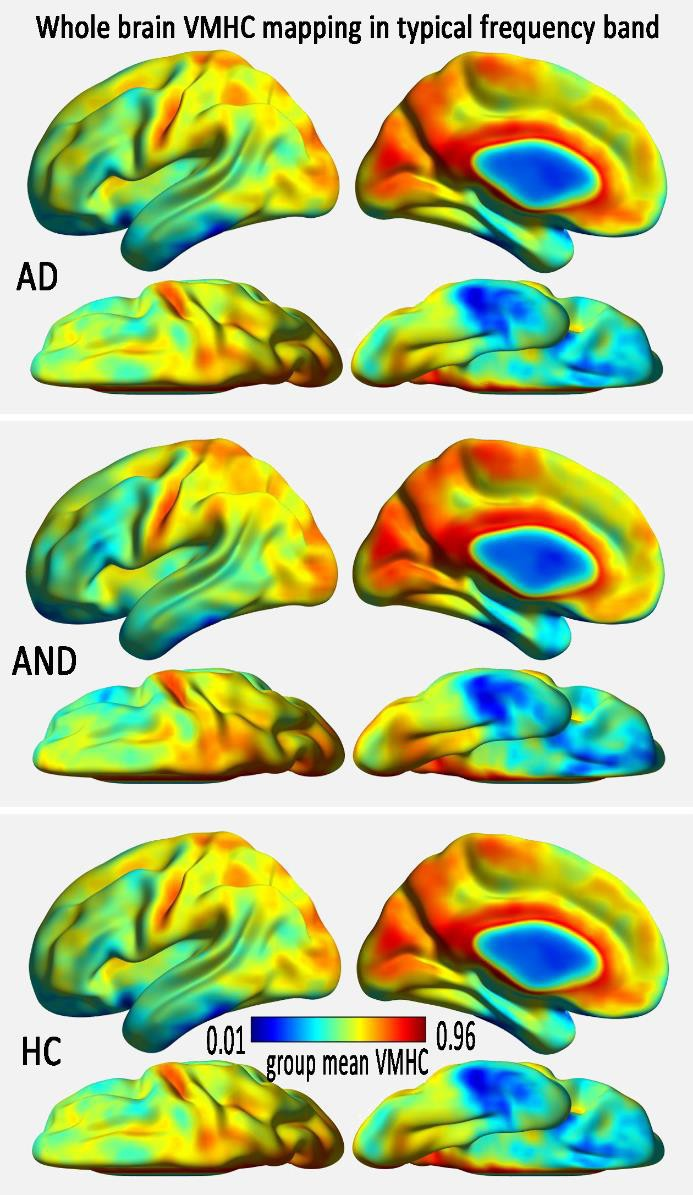 Whole brain VMHC mapping in typical frequency band
AD
AND
HC
0.01
0.96
group mean VMHC